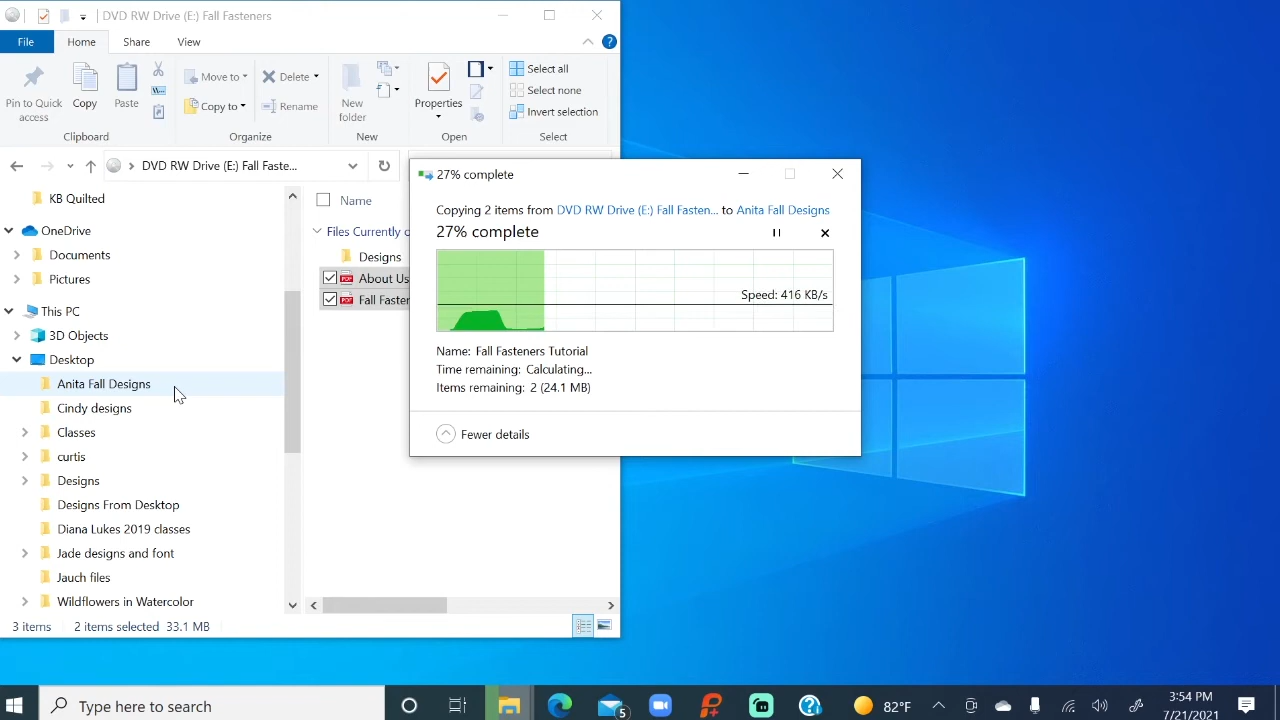 DVD RW Drive (E:) Fall Fasteners
File Home Share View
Pin to Quick access
Copy
Paste
Clipboard
Move to
Copy to
Delete
Rename
Organize
New folder
New
Properties
Open
Select all
Select none
Invert selection
Select
DVD RW Drive (E:) Fall Faste...
KB Quilted
OneDrive
Documents
Pictures
This PC
3D Objects
Desktop
Anita Fall Designs
Cindy designs
Classes
curtis
Designs
Designs From Desktop
Diana Lukes 2019 classes
Jade designs and font
Jauch files
Wildflowers in Watercolor
Name
Files Currently o
Designs
About Us
Fall Faster
27% complete
Copying 2 items from DVD RW Drive (E:) Fall Fasten... to Anita Fall Designs
27% complete
Speed: 416 KB/s
Name: Fall Fasteners Tutorial
Time remaining: Calculating...
Items remaining: 2 (24.1 MB)
Fewer details
3 items 2 items selected 33.1 MB
Type here to search
5
82°F
3:54 PM
7/21/2021